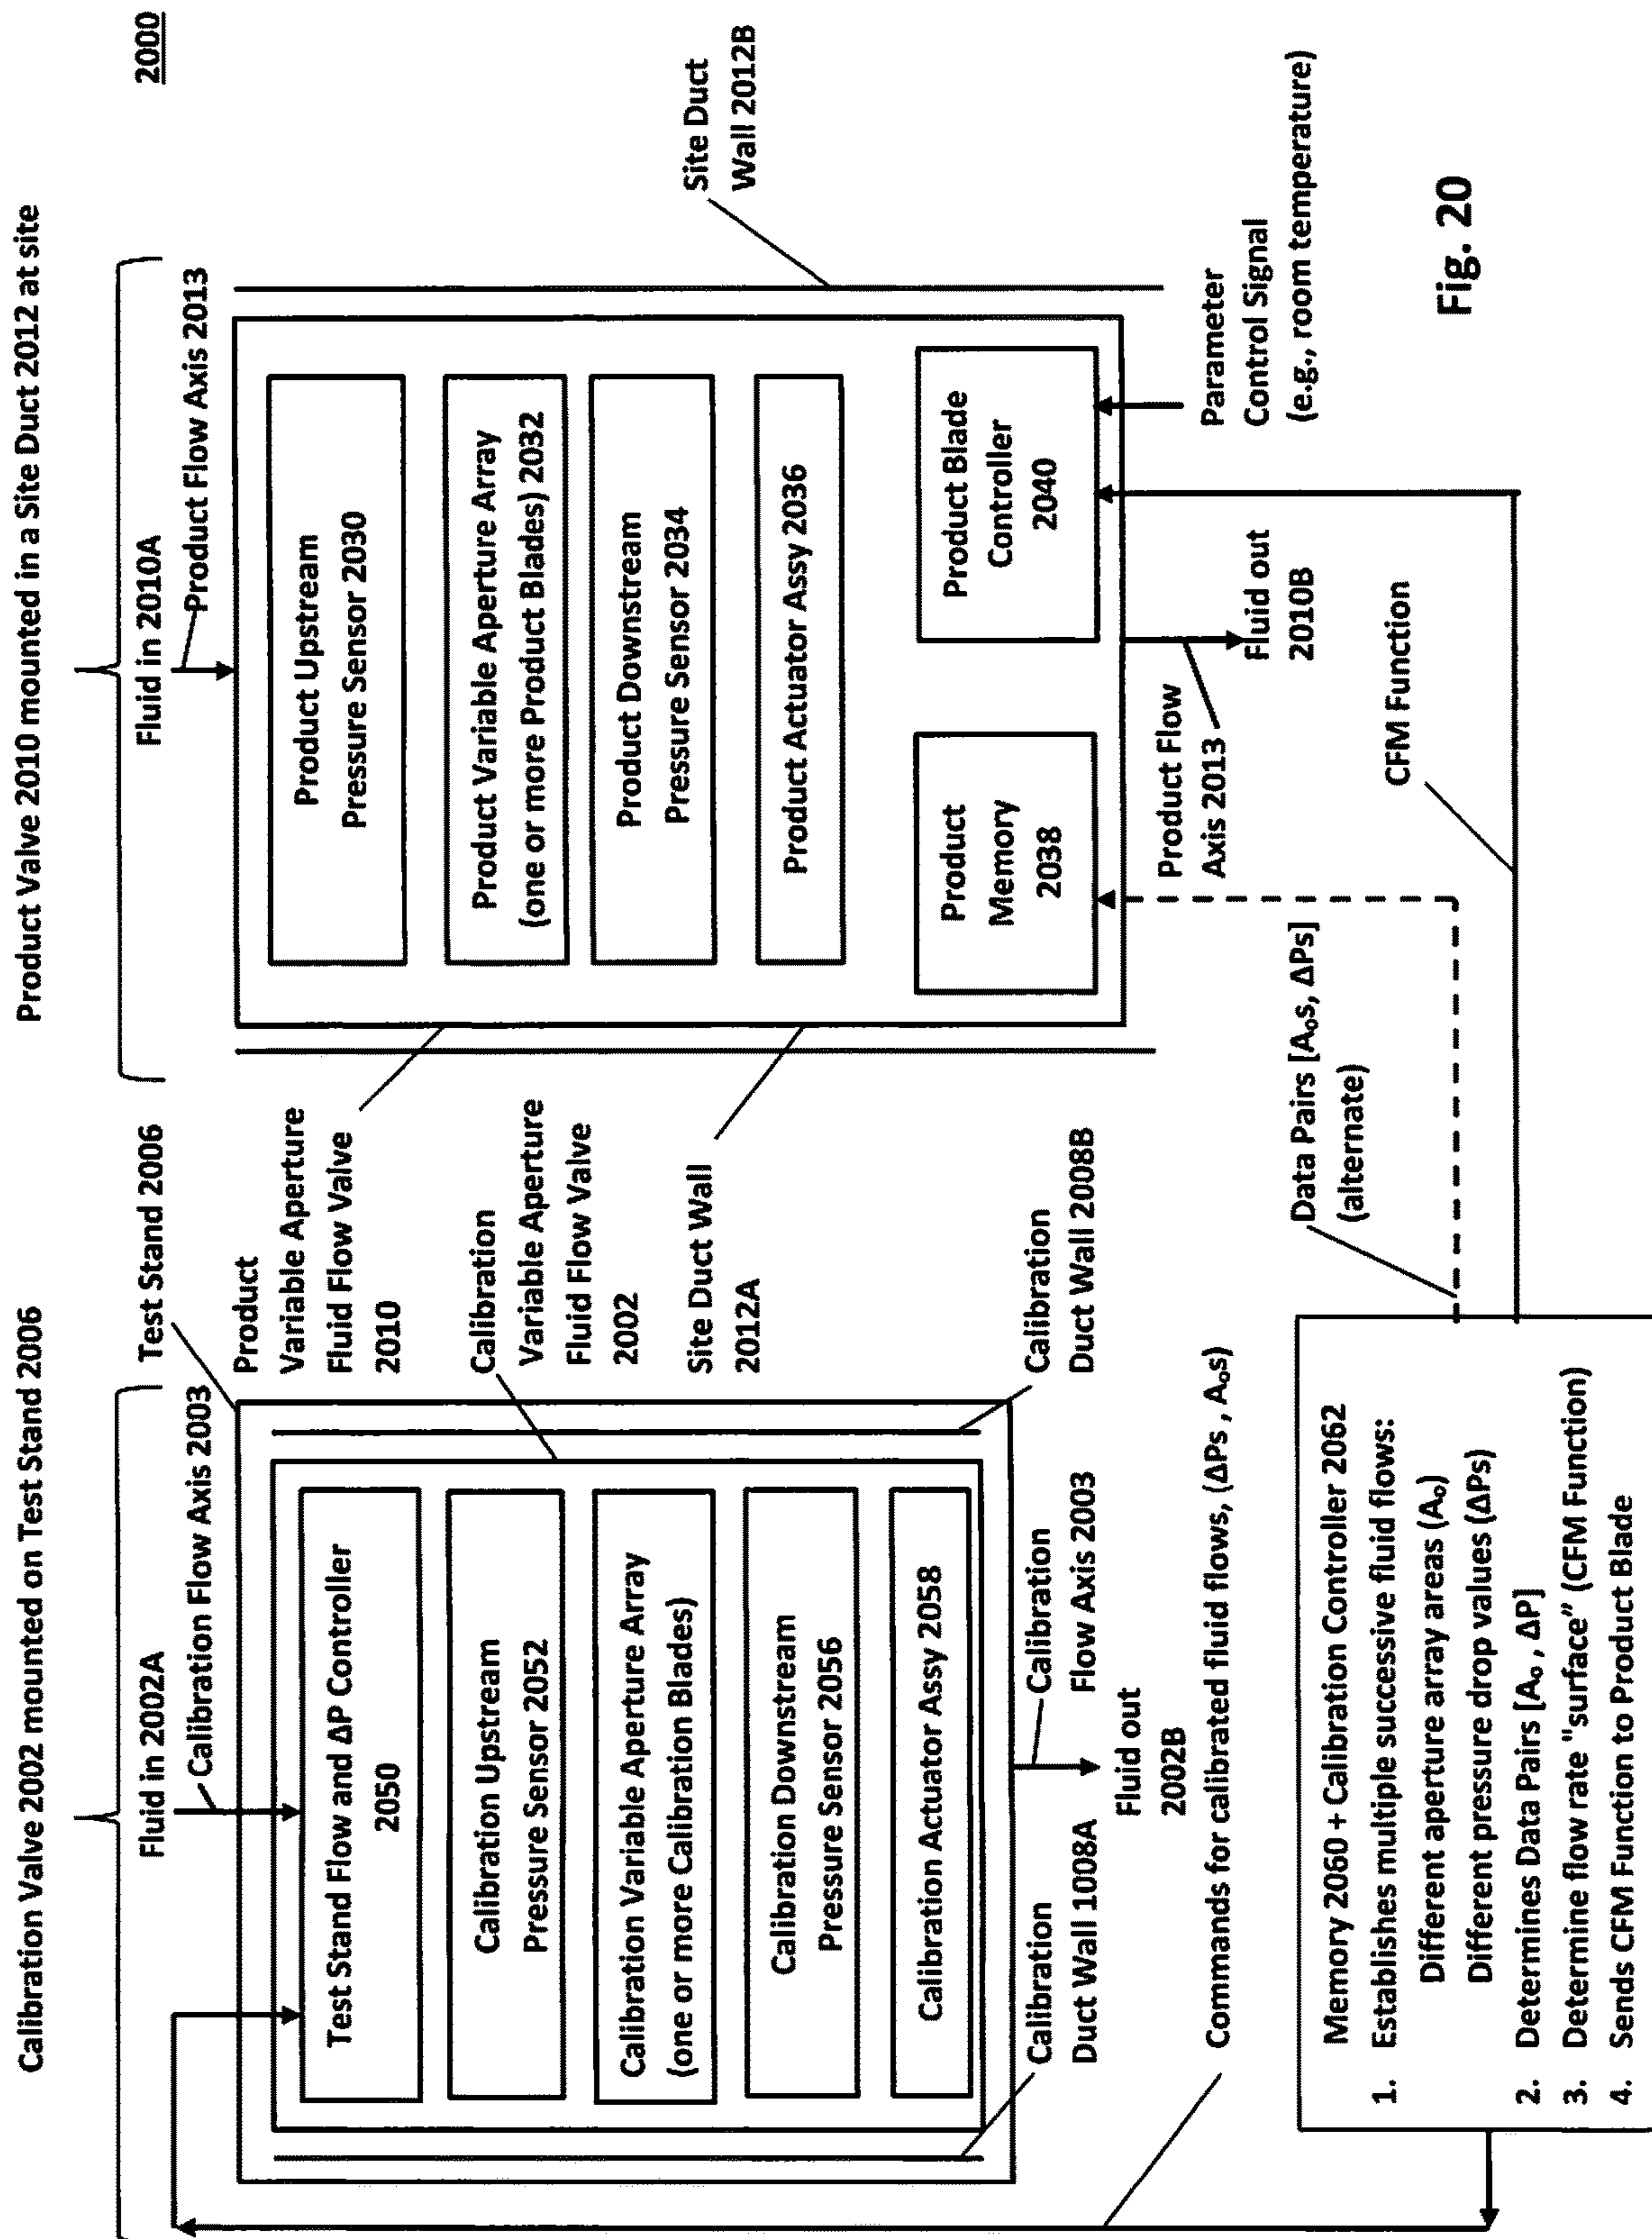 2000
Calibration Valve 2002 mounted on Test Stand 2006
Fluid in 2002A
Calibration Flow Axis 2003
Test Stand 2006
Test Stand Flow and ΔP Controller
2050
Calibration Upstream
Pressure Sensor 2052
Calibration Variable Aperture Array
(one or more Calibration Blades)
Calibration Downstream
Pressure Sensor 2056
Calibration Actuator Assy 2058
Calibration
Duct Wall 1008A
Fluid out
2002B
Calibration
Flow Axis 2003
Calibration
Duct Wall 2008B
Product
Variable Aperture
Fluid Flow Valve
2010
Calibration
Variable Aperture
Fluid Flow Valve
2002
Site Duct Wall
2012A
Product Valve 2010 mounted in a Site Duct 2012 at site
Fluid in 2010A
Product Flow Axis 2013
Product Upstream
Pressure Sensor 2030
Product Variable Aperture Array
(one or more Product Blades) 2032
Product Downstream
Pressure Sensor 2034
Product Actuator Assy 2036
Product
Memory
2038
Product Blade
Controller
2040
Site Duct
Wall 2012B
Product Flow
Axis 2013
Fluid out
2010B
Parameter
Control Signal
(e.g., room temperature)
Commands for calibrated fluid flows, (ΔPs , Aₒs)
Data Pairs [Aₒs, ΔPs]
(alternate)
CFM Function
Memory 2060 + Calibration Controller 2062
1. Establishes multiple successive fluid flows:
Different aperture array areas (Aₒ)
Different pressure drop values (ΔPs)
2. Determines Data Pairs [Aₒ , ΔP]
3. Determine flow rate "surface” (CFM Function)
4. Sends CFM Function to Product Blade
Fig. 20